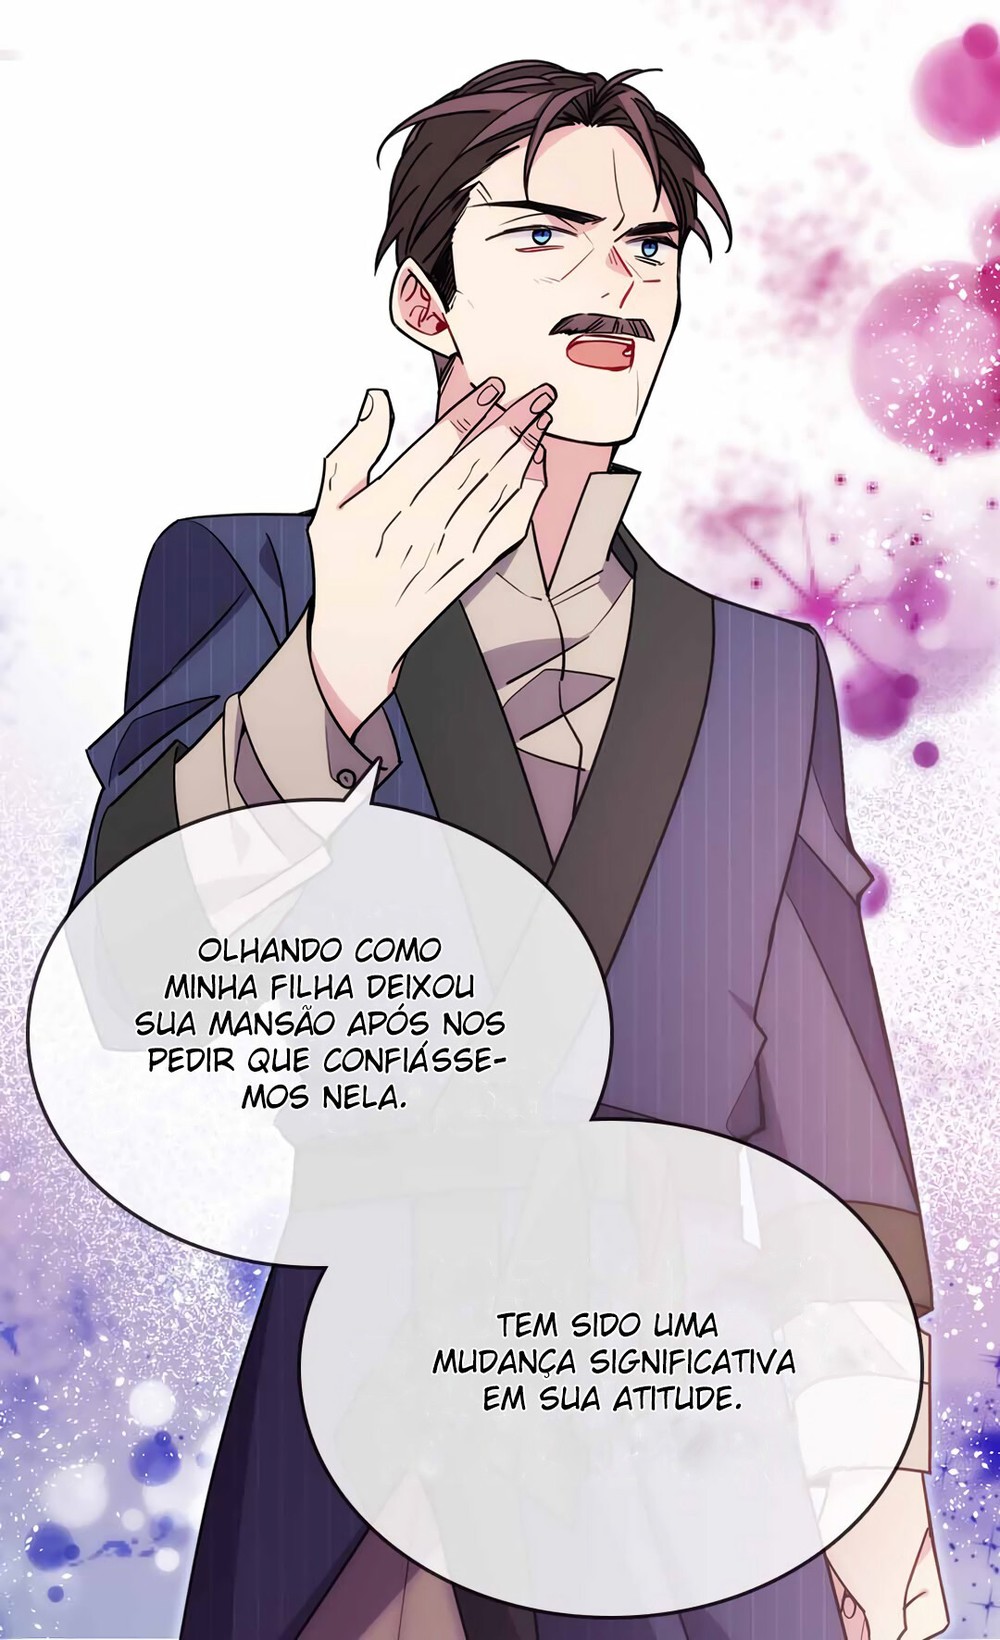 OLHANDO COMO
MINHA FILHA DEIXOU
SUA MANSÃO APÓS NOS
PEDIR QUE CONFIÁSSE-
MOS NELA.
TEM SIDO UMA
MUDANÇA SIGNIFICATIVA
EM SUA ATITUDE.